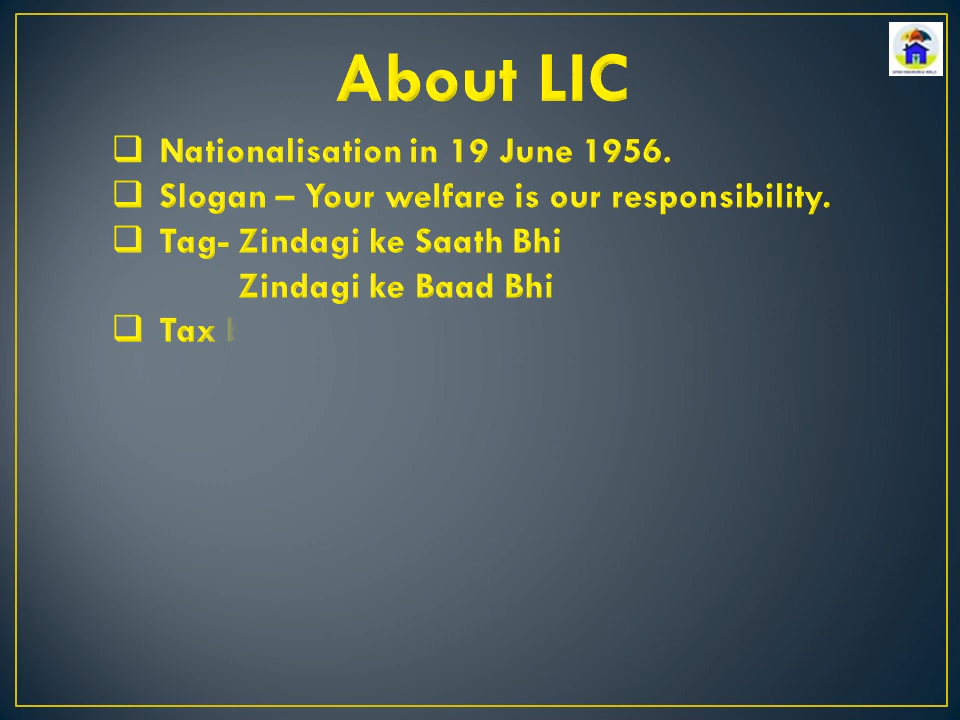 About LIC
Nationalisation in 19 June 1956.
Slogan – Your welfare is our responsibility.
Tag- Zindagi ke Saath Bhi
Zindagi ke Baad Bhi
Tax